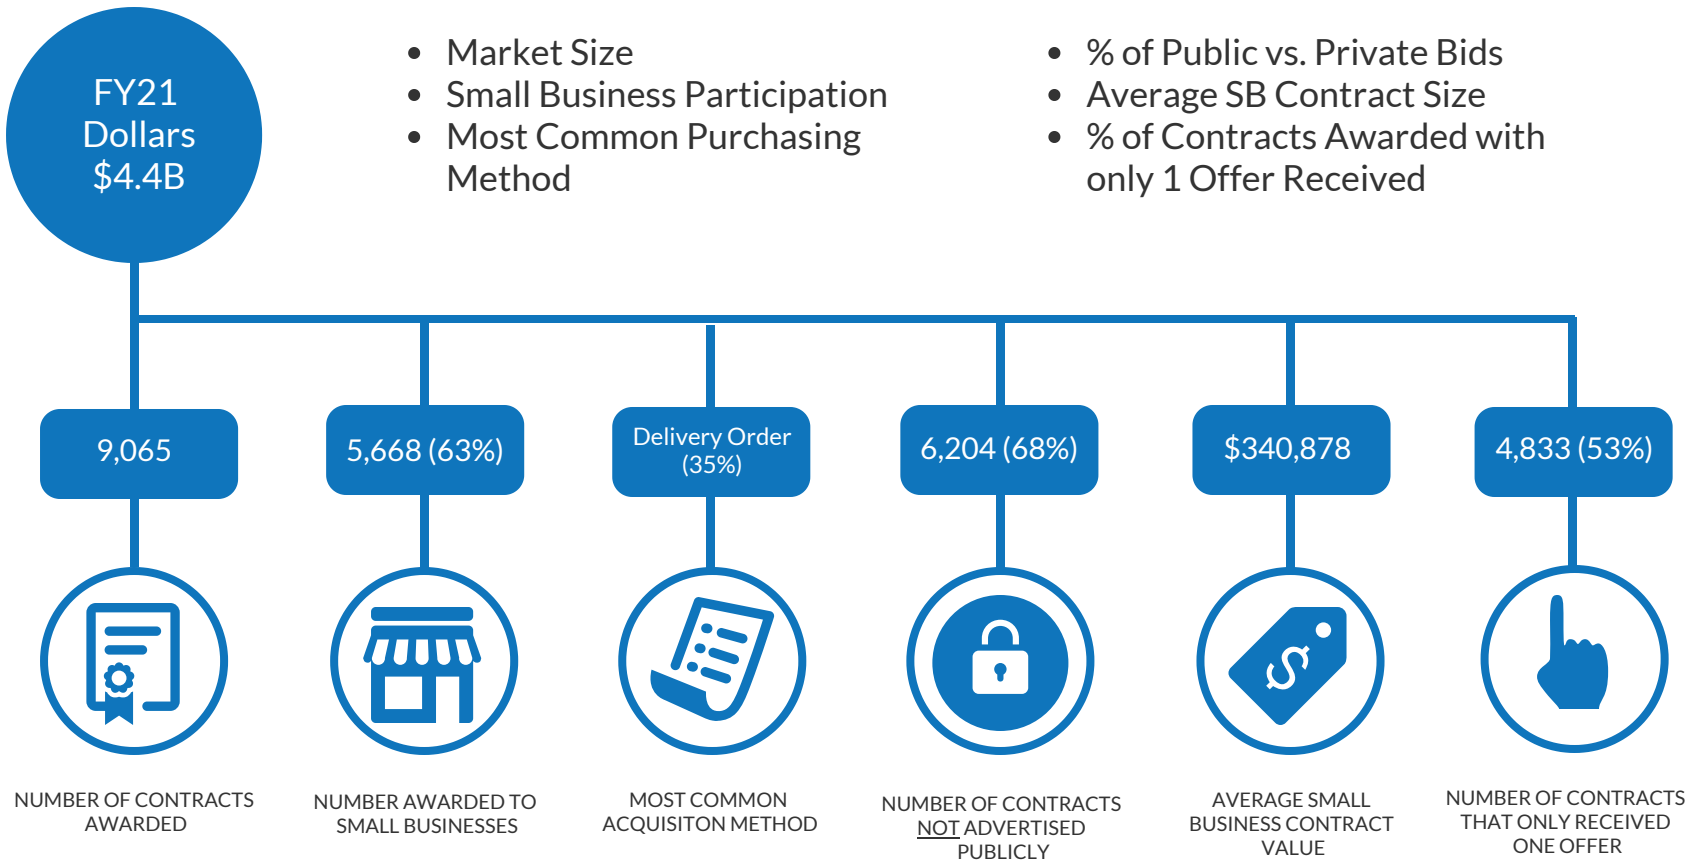 FY21
Dollars
$4.4B
• Market Size
• Small Business Participation
• Most Common Purchasing
Method
• % of Public vs. Private Bids
• Average SB Contract Size
• % of Contracts Awarded with
only 1 Offer Received
9,065
5,668 (63%)
Delivery Order
(35%)
6,204 (68%)
$340,878
4,833 (53%)
$
NUMBER OF CONTRACTS
AWARDED
NUMBER AWARDED TO
SMALL BUSINESSES
MOST COMMON
ACQUISITON METHOD
NUMBER OF CONTRACTS
NOT ADVERTISED
PUBLICLY
AVERAGE SMALL
BUSINESS CONTRACT
VALUE
NUMBER OF CONTRACTS
THAT ONLY RECEIVED
ONE OFFER